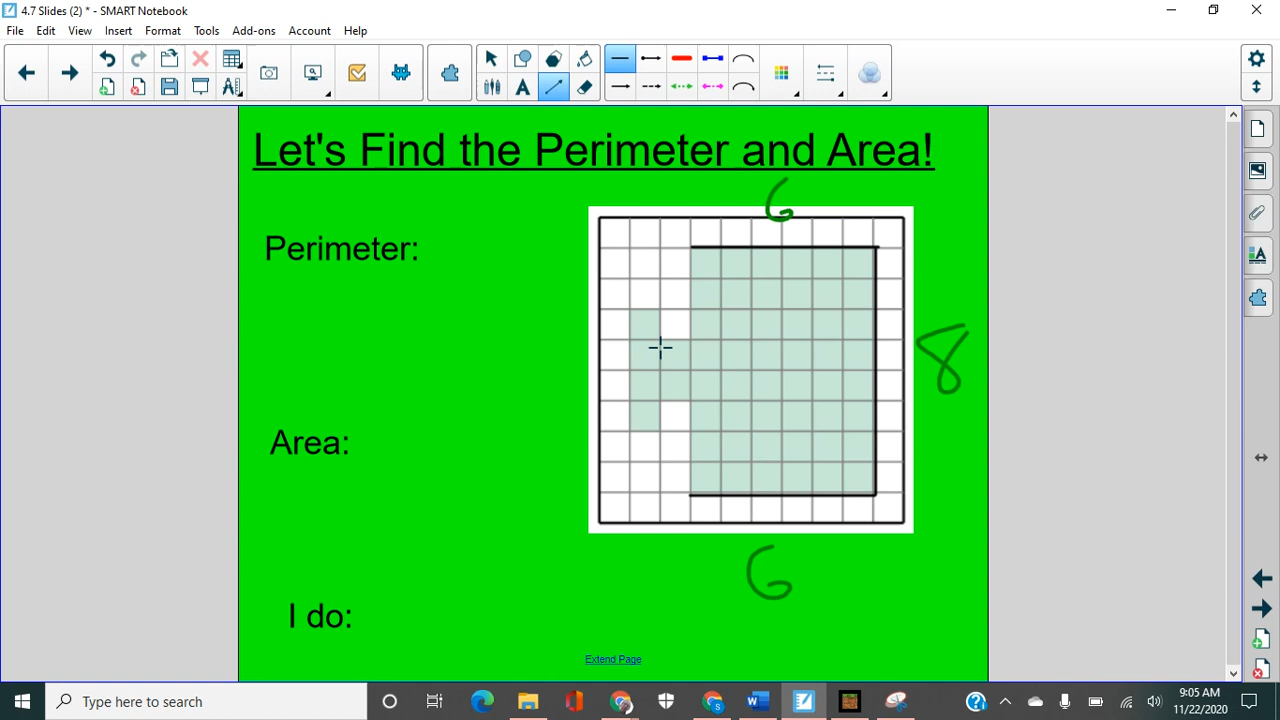 4.7 Slides (2) * - SMART Notebook
File Edit View Insert Format Tools Add-ons Account Help
Let's Find the Perimeter and Area!
6
Perimeter:
8
Area:
6
I do:
Extend Page
Type here to search
9:05 AM
11/22/2020